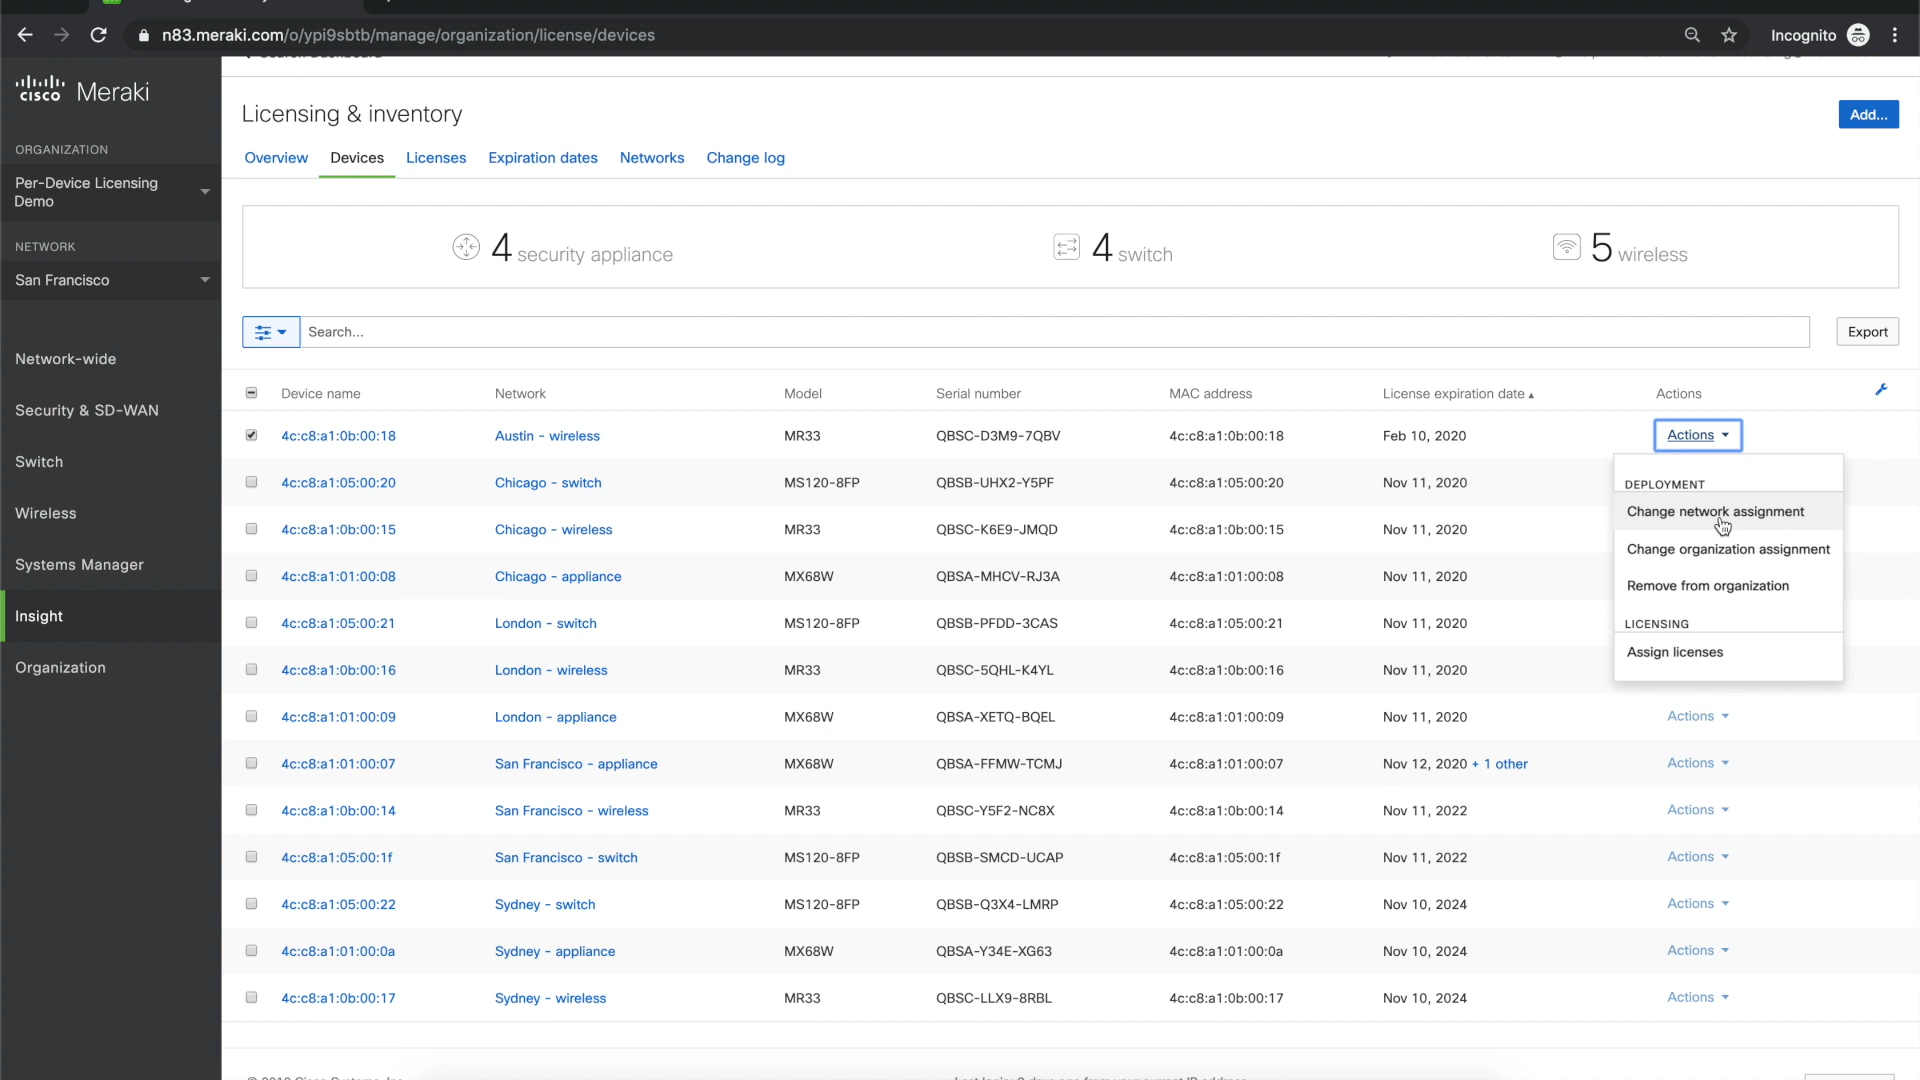 n83.meraki.com/o/ypi9sbtb/manage/organization/license/devices
Incognito
CISCO Meraki
ORGANIZATION
Per-Device Licensing Demo
NETWORK
San Francisco
Network-wide
Security & SD-WAN
Switch
Wireless
Systems Manager
Insight
Organization
Licensing & inventory
Add...
Overview Devices Licenses Expiration dates Networks Change log
4 security appliance 4 switch 5 wireless
Search... Export
Device name Network Model Serial number MAC address License expiration date Actions
4c:c8:a1:0b:00:18 Austin - wireless MR33 QBSC-D3M9-7QBV 4c:c8:a1:0b:00:18 Feb 10, 2020 Actions
4c:c8:a1:05:00:20 Chicago - switch MS120-8FP QBSB-UHX2-Y5PF 4c:c8:a1:05:00:20 Nov 11, 2020
4c:c8:a1:0b:00:15 Chicago - wireless MR33 QBSC-K6E9-JMQD 4c:c8:a1:0b:00:15 Nov 11, 2020
4c:c8:a1:01:00:08 Chicago - appliance MX68W QBSA-MHCV-RJ3A 4c:c8:a1:01:00:08 Nov 11, 2020
4c:c8:a1:05:00:21 London - switch MS120-8FP QBSB-PFDD-3CAS 4c:c8:a1:05:00:21 Nov 11, 2020
4c:c8:a1:0b:00:16 London - wireless MR33 QBSC-5QHL-K4YL 4c:c8:a1:0b:00:16 Nov 11, 2020
DEPLOYMENT
Change network assignment
Change organization assignment
Remove from organization
LICENSING
Assign licenses
4c:c8:a1:01:00:09 London - appliance MX68W QBSA-XETQ-BQEL 4c:c8:a1:01:00:09 Nov 11, 2020 Actions
4c:c8:a1:01:00:07 San Francisco - appliance MX68W QBSA-FFMW-TCMJ 4c:c8:a1:01:00:07 Nov 12, 2020 + 1 other Actions
4c:c8:a1:0b:00:14 San Francisco - wireless MR33 QBSC-Y5F2-NC8X 4c:c8:a1:0b:00:14 Nov 11, 2022 Actions
4c:c8:a1:05:00:1f San Francisco - switch MS120-8FP QBSB-SMCD-UCAP 4c:c8:a1:05:00:1f Nov 11, 2022 Actions
4c:c8:a1:05:00:22 Sydney - switch MS120-8FP QBSB-Q3X4-LMRP 4c:c8:a1:05:00:22 Nov 10, 2024 Actions
4c:c8:a1:01:00:0a Sydney - appliance MX68W QBSA-Y34E-XG63 4c:c8:a1:01:00:0a Nov 10, 2024 Actions
4c:c8:a1:0b:00:17 Sydney - wireless MR33 QBSC-LLX9-8RBL 4c:c8:a1:0b:00:17 Nov 10, 2024 Actions